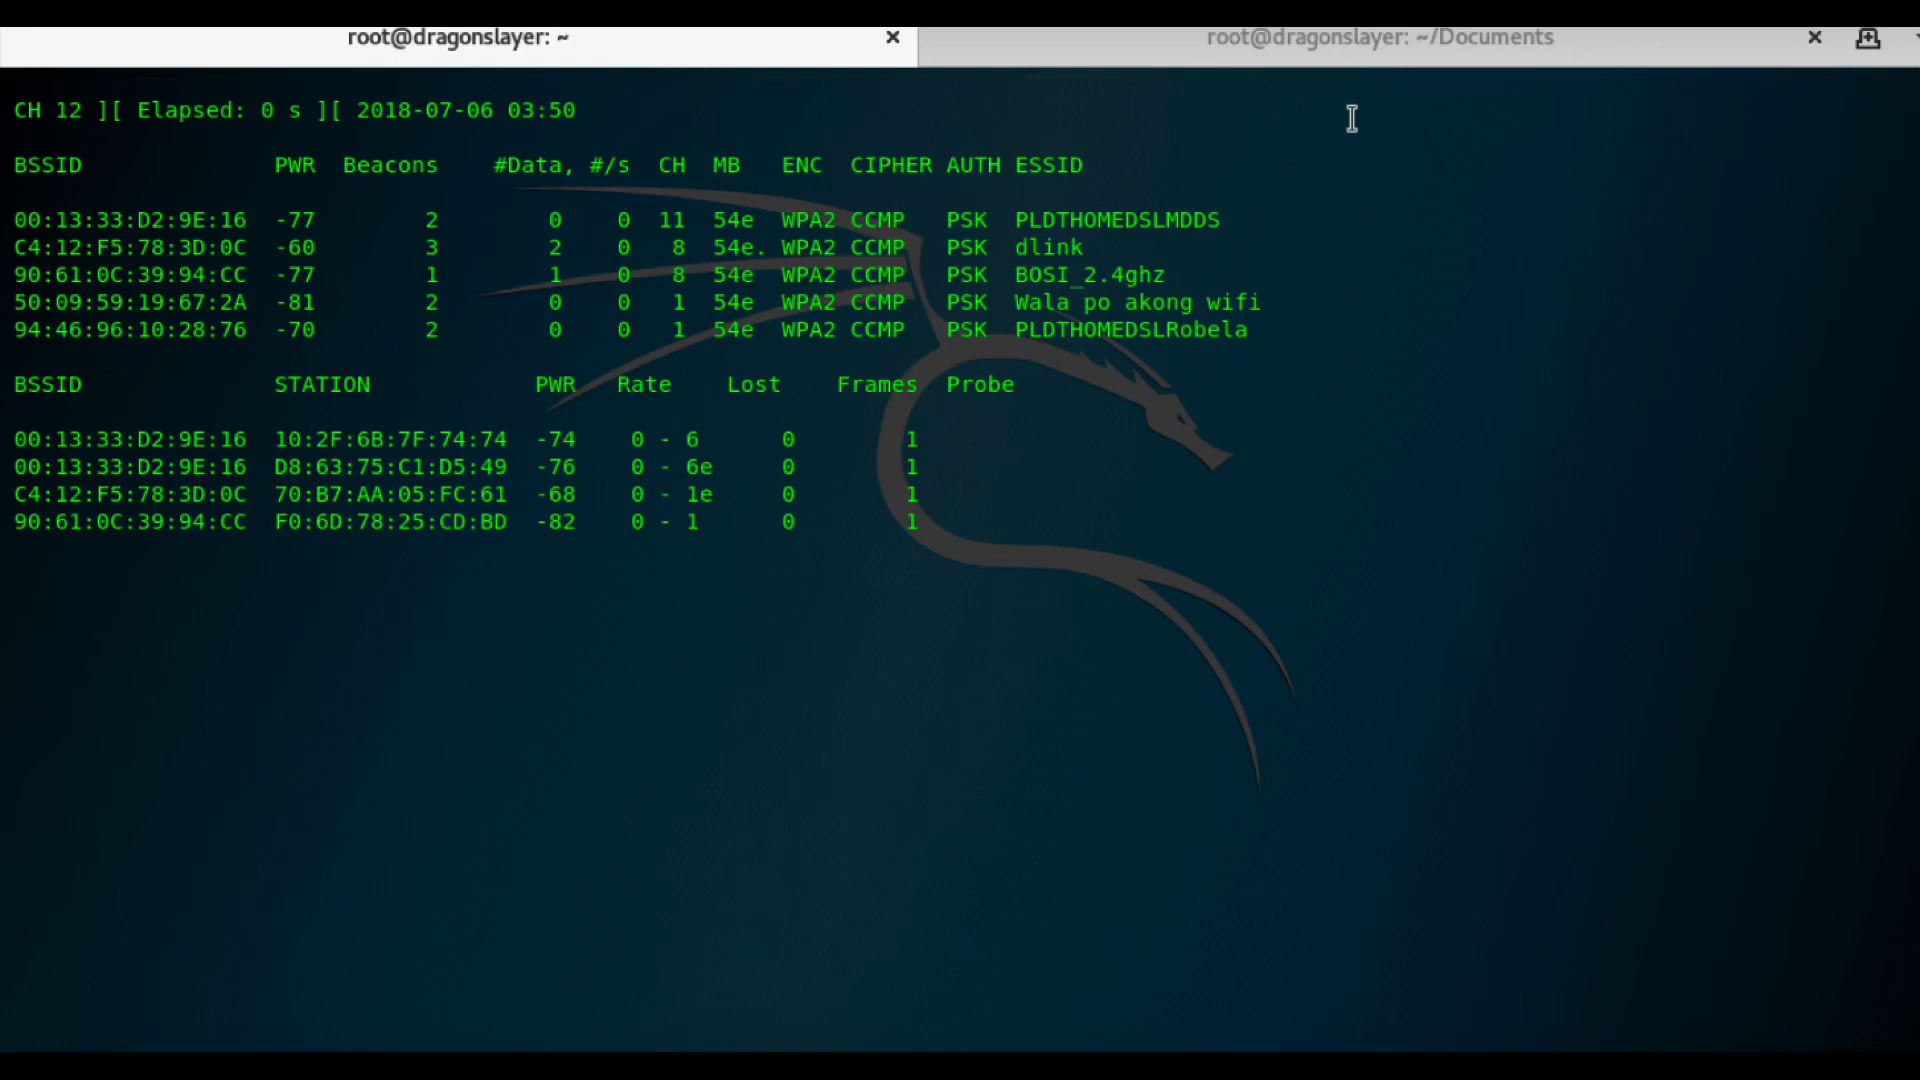 root@dragonslayer: ~ × root@dragonslayer: ~/Documents ×
CH 12 ][ Elapsed: 0 s ][ 2018-07-06 03:50
BSSID PWR Beacons #Data, #/s CH MB ENC CIPHER AUTH ESSID
00:13:33:D2:9E:16 -77 2 0 0 11 54e WPA2 CCMP PSK PLDTHOMEDSLMDDS
C4:12:F5:78:3D:0C -60 3 2 0 8 54e. WPA2 CCMP PSK dlink
90:61:0C:39:94:CC -77 1 1 0 8 54e WPA2 CCMP PSK BOSI_2.4ghz
50:09:59:19:67:2A -81 2 0 0 1 54e WPA2 CCMP PSK Wala po akong wifi
94:46:96:10:28:76 -70 2 0 0 1 54e WPA2 CCMP PSK PLDTHOMEDSLRobela
BSSID STATION PWR Rate Lost Frames Probe
00:13:33:D2:9E:16 10:2F:6B:7F:74:74 -74 0 - 6 0 1
00:13:33:D2:9E:16 D8:63:75:C1:D5:49 -76 0 - 6e 0 1
C4:12:F5:78:3D:0C 70:B7:AA:05:FC:61 -68 0 - 1e 0 1
90:61:0C:39:94:CC F0:6D:78:25:CD:BD -82 0 - 1 0 1